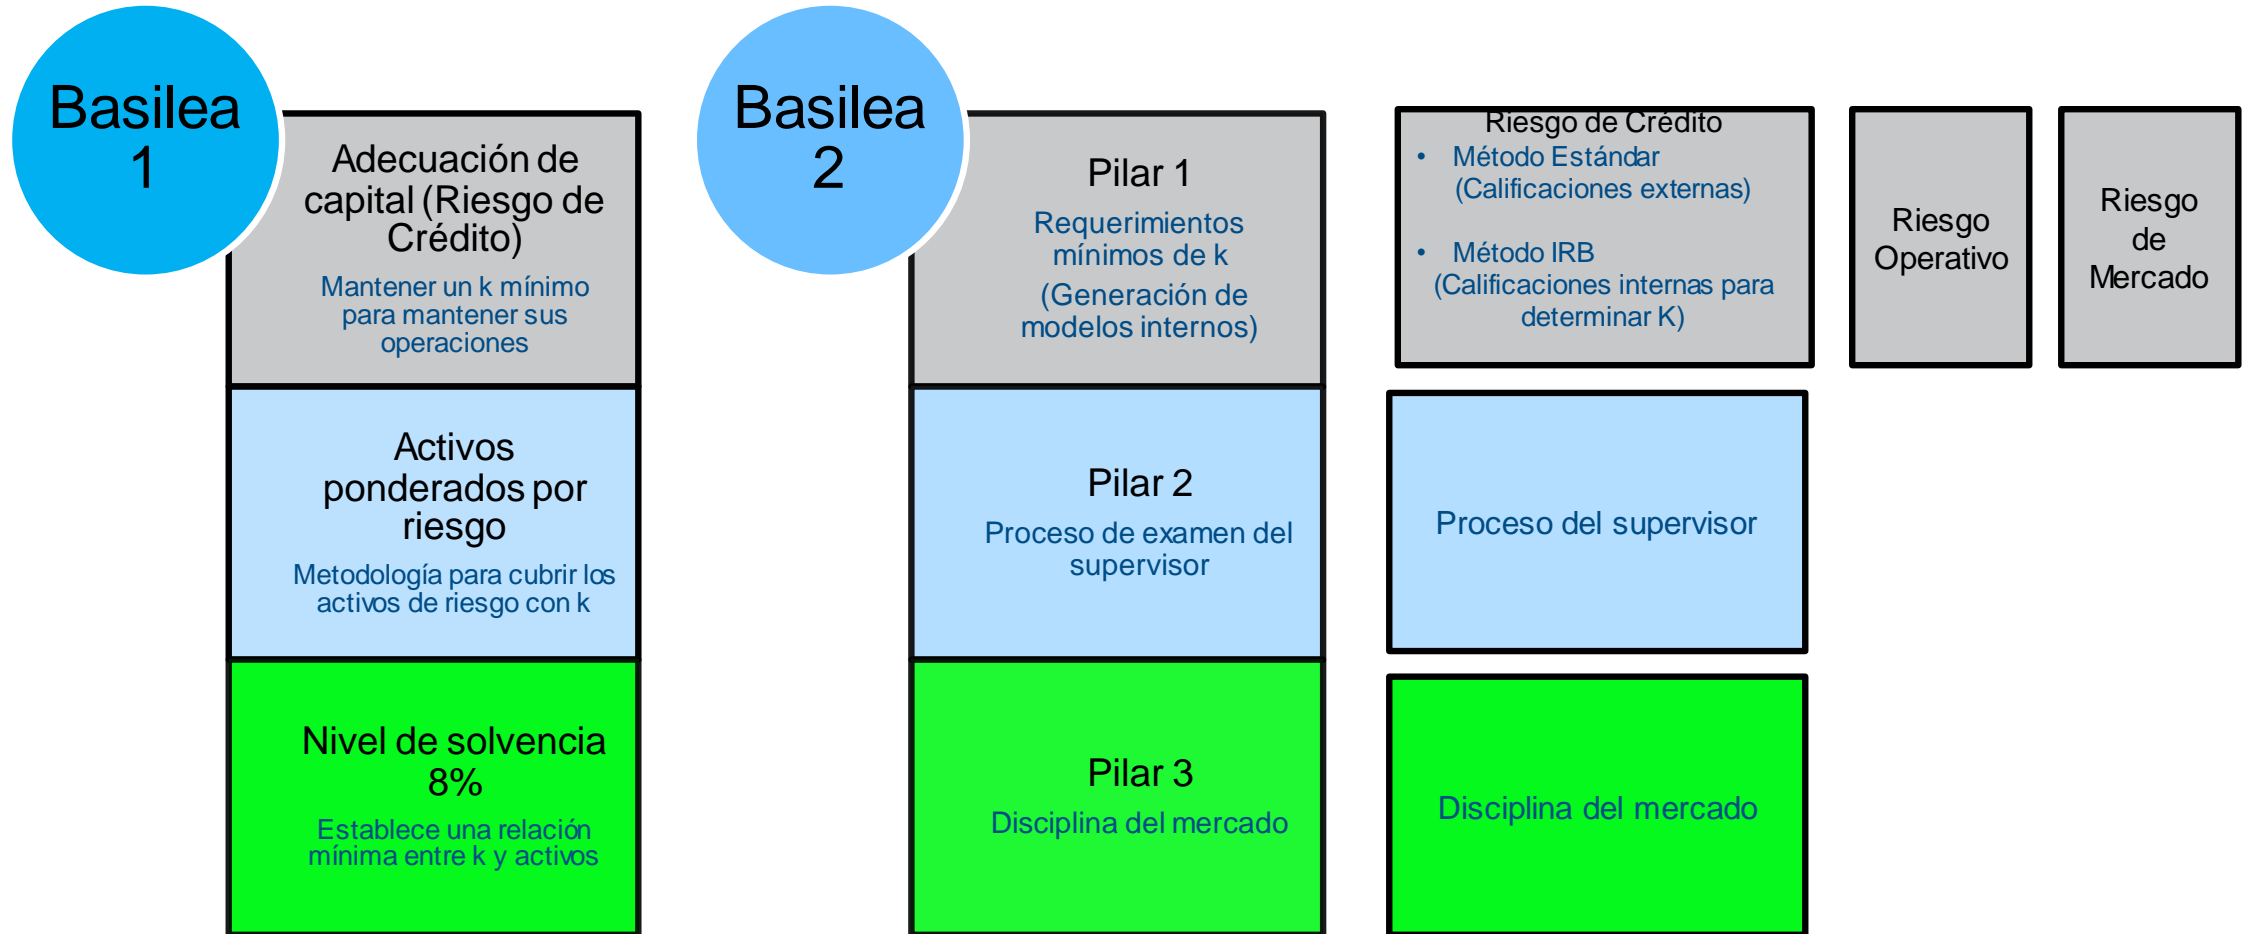 Basilea
1
Adecuación de
capital (Riesgo de
Crédito)
Mantener un k mínimo
para mantener sus
operaciones
Activos
ponderados por
riesgo
Metodología para cubrir los
activos de riesgo con k
Nivel de solvencia
8%
Establece una relación
mínima entre k y activos
Basilea
2
Pilar 1
Requerimientos
mínimos de k
(Generación de
modelos internos)
Pilar 2
Proceso de examen del
supervisor
Pilar 3
Disciplina del mercado
Riesgo de Crédito
• Método Estándar
(Calificaciones externas)
• Método IRB
(Calificaciones internas para
determinar K)
Riesgo
Operativo
Riesgo
de
Mercado
Proceso del supervisor
Disciplina del mercado